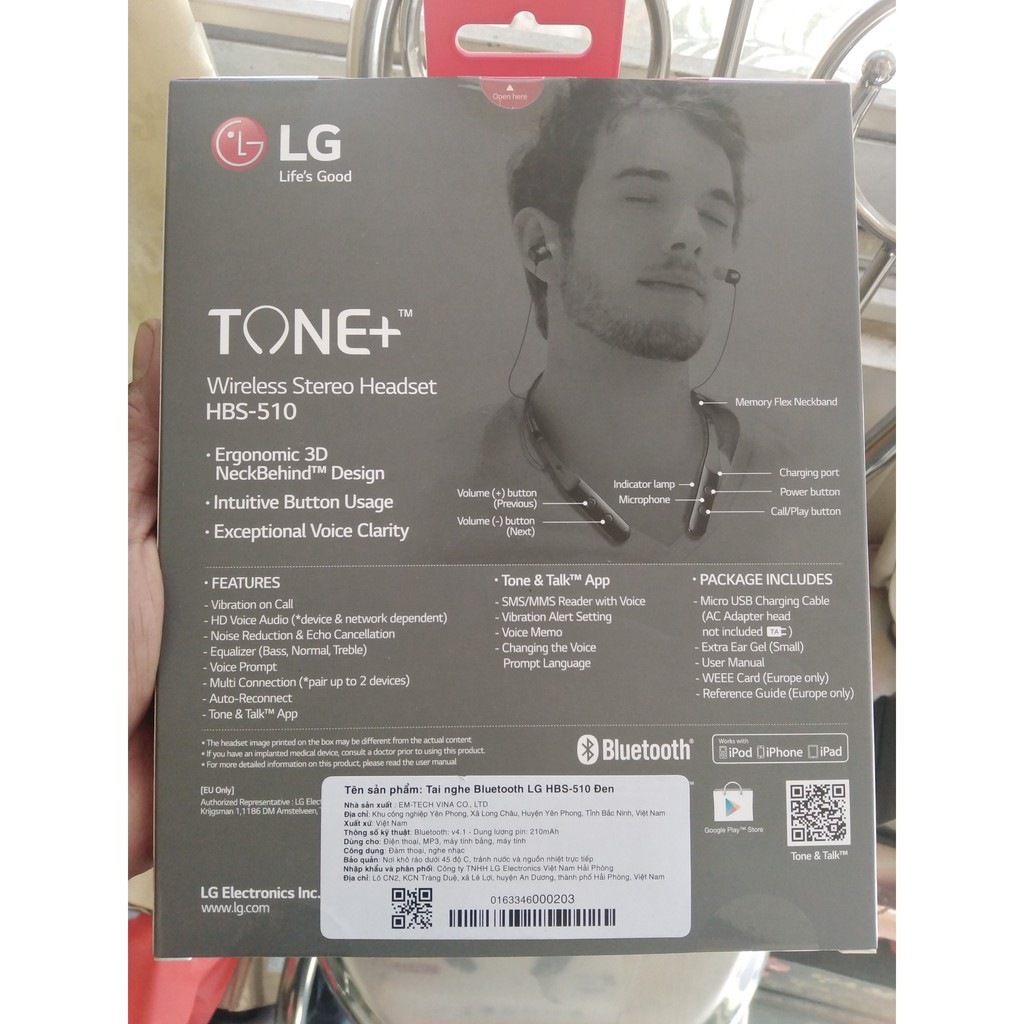 Open here
LG
Life's Good
TONE+™
Wireless Stereo Headset
HBS-510
• Ergonomic 3D
NeckBehind™ Design
• Intuitive Button Usage
• Exceptional Voice Clarity
Memory Flex Neckband
Charging port
Indicator lamp
Power button
Microphone
Call/Play button
Volume (+) button
(Previous)
Volume (-) button
(Next)
• FEATURES
- Vibration on Call
- HD Voice Audio (*device & network dependent)
- Noise Reduction & Echo Cancellation
- Equalizer (Bass, Normal, Treble)
- Voice Prompt
- Multi Connection (*pair up to 2 devices)
- Auto-Reconnect
- Tone & Talk™ App
• Tone & Talk™ App
- SMS/MMS Reader with Voice
- Vibration Alert Setting
- Voice Memo
- Changing the Voice
Prompt Language
• PACKAGE INCLUDES
- Micro USB Charging Cable
(AC Adapter head
not included TA)
- Extra Ear Gel (Small)
- User Manual
- WEEE Card (Europe only)
- Reference Guide (Europe only)
• The headset image printed on the box may be different from the actual content
• If you have an implanted medical device, consult a doctor prior to using this product.
• For more detailed information on this product, please read the user manual
Bluetooth®
Works with
iPod iPhone iPad
[EU Only]
Authorized Representative : LG Elec
Krijgsman 1, 1186 DM Amstelveen, T
Google Play™ Store
Tone & Talk™
LG Electronics Inc.
www.lg.com
Tên sản phẩm: Tai nghe Bluetooth LG HBS-510 Đen
Nhà sản xuất : EM-TECH VINA CO., LTD
Địa chỉ: Khu công nghiệp Yên Phong, Xã Long Châu, Huyện Yên Phong, Tỉnh Bắc Ninh, Việt Nam
Xuất xứ: Việt Nam
Thông số kỹ thuật: Bluetooth: v4.1 - Dung lượng pin: 210mAh
Dùng cho: Điện thoại, MP3, máy tính bảng, máy tính
Công dụng: Đàm thoại, nghe nhạc
Bảo quản: Nơi khô ráo dưới 45 độ C, tránh nước và nguồn nhiệt trực tiếp
Nhập khẩu và phân phối: Công ty TNHH LG Electronics Việt Nam Hải Phòng
Địa chỉ: Lô CN2, KCN Tràng Duệ, xã Lê Lợi, huyện An Dương, thành phố Hải Phòng, Việt Nam
0163346000203